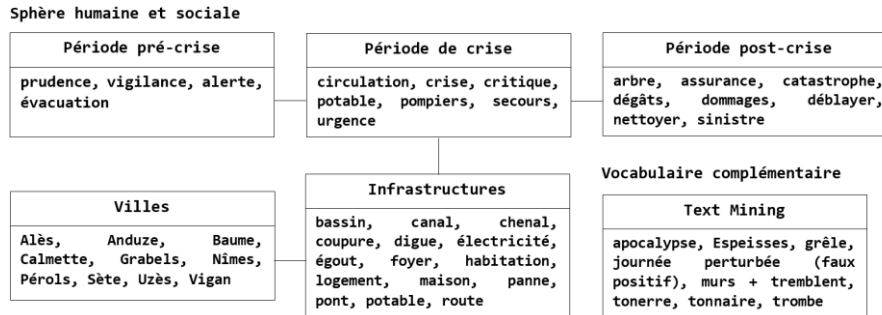 Sphère humaine et sociale
Période pré-crise
prudence, vigilance, alerte,
évacuation
Période de crise
circulation, crise, critique,
potable, pompiers, secours,
urgence
Période post-crise
arbre, assurance, catastrophe,
dégâts, dommages, déblayer,
nettoyer, sinistre
Villes
Alès, Anduze, Baume,
Calmette, Grabels, Nîmes,
Pérols, Sète, Uzès, Vigan
Infrastructures
bassin, canal, chenal,
coupure, digue, électricité,
égout, foyer, habitation,
logement, maison, panne,
pont, potable, route
Vocabulaire complémentaire
Text Mining
apocalypse, Espeisses, grêle,
journée perturbée (faux
positif), murs + tremblent,
tonerre, tonnaire, trombe